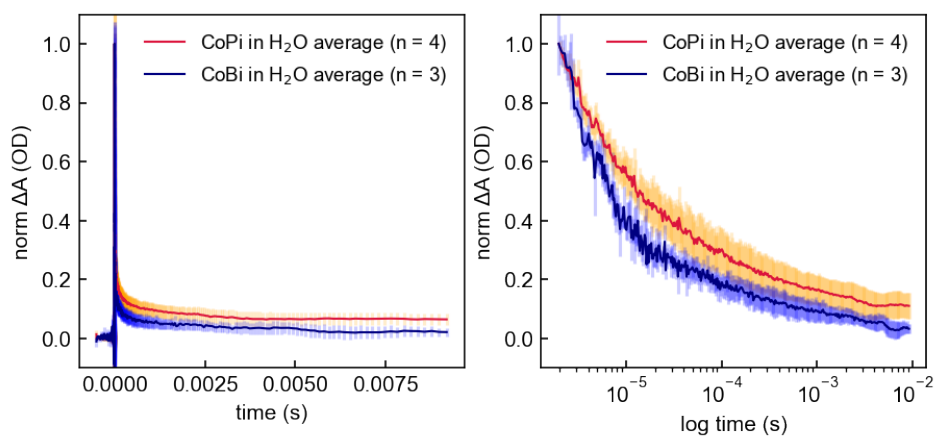 CoPi in H₂O average (n = 4)
CoBi in H₂O average (n = 3)
norm ΔA (OD)
1.0
0.8
0.6
0.4
0.2
0.0
0.0000 0.0025 0.0050 0.0075
time (s)
CoPi in H₂O average (n = 4)
CoBi in H₂O average (n = 3)
norm ΔA (OD)
1.0
0.8
0.6
0.4
0.2
0.0
10⁻⁵ 10⁻⁴ 10⁻³ 10⁻²
log time (s)